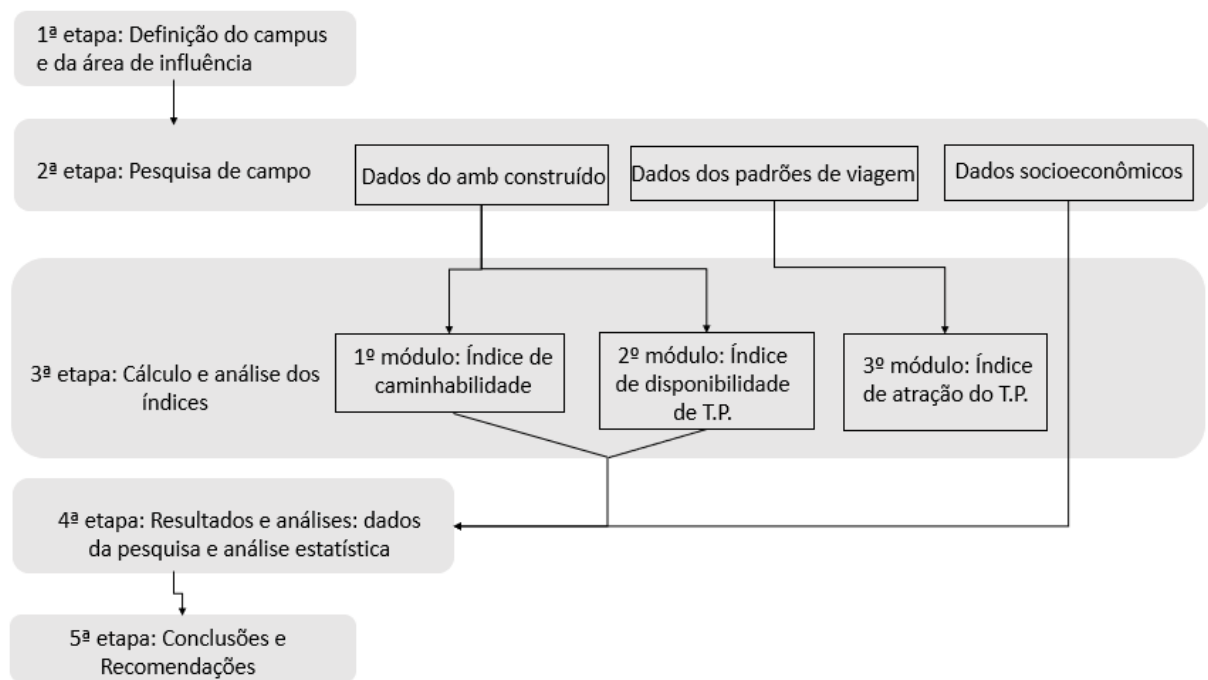 1ª etapa: Definição do campus
e da área de influência
2ª etapa: Pesquisa de campo
Dados do amb construído
Dados dos padrões de viagem
Dados socioeconômicos
3ª etapa: Cálculo e análise dos
índices
1º módulo: Índice de
caminhabilidade
2º módulo: Índice
de disponibilidade
de T.P.
3º módulo: Índice
de atração do T.P.
4ª etapa: Resultados e análises: dados
da pesquisa e análise estatística
5ª etapa: Conclusões e
Recomendações